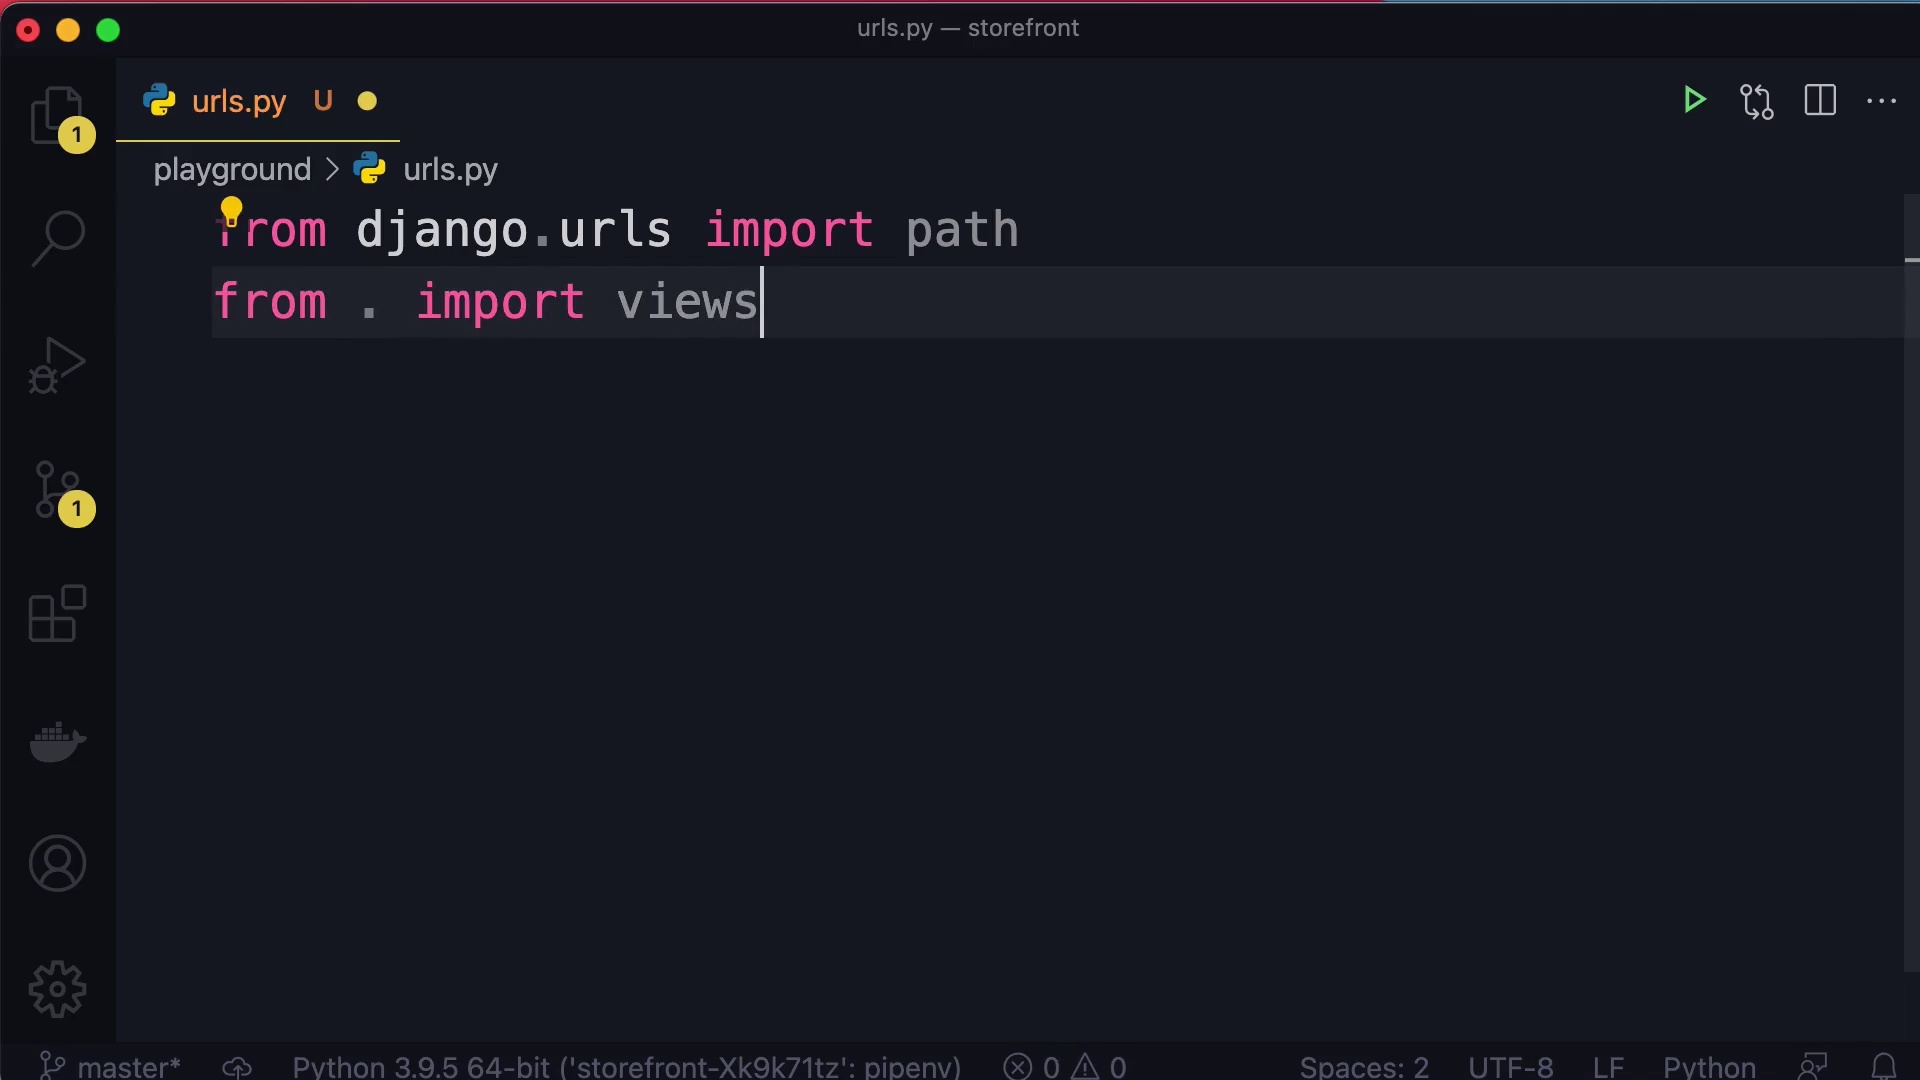 urls.py — storefront
urls.py U
1
playground > urls.py
from django.urls import path
from . import views
1
master* Python 3.9.5 64-bit ('storefront-Xk9k71tz': pipenv) 0 0 Spaces: 2 UTF-8 LF Python